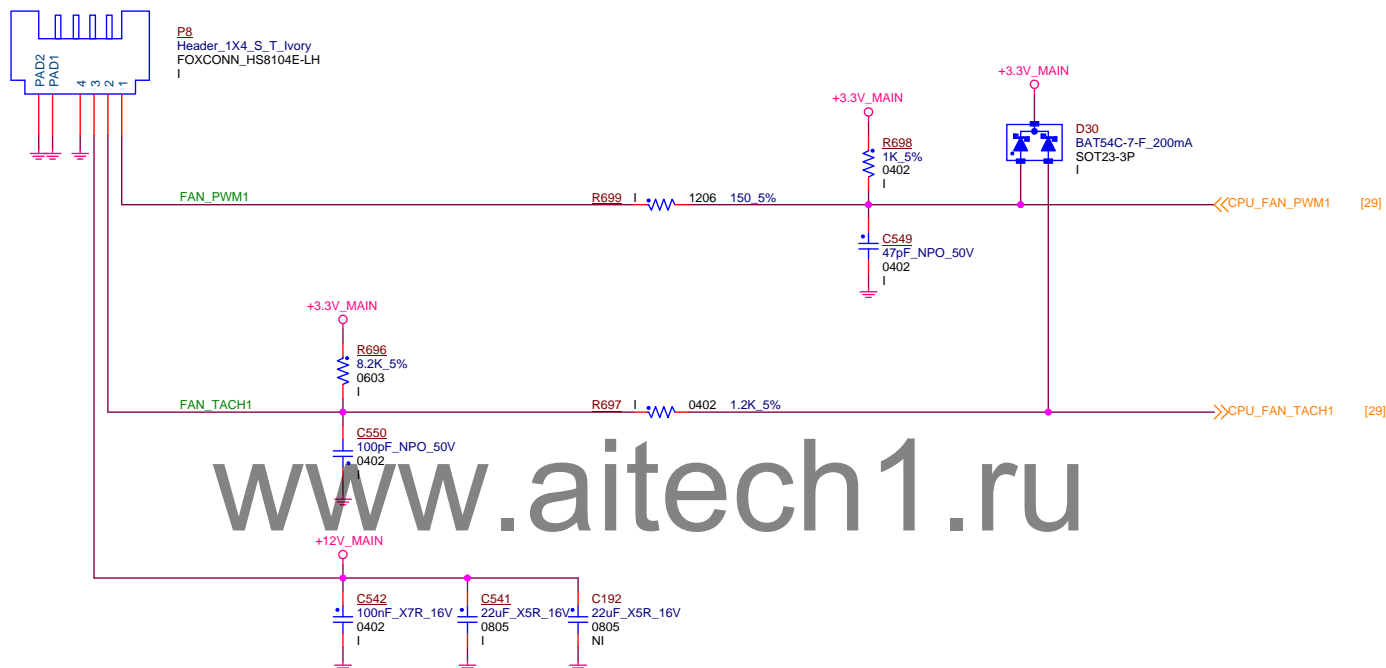 P8
Header_1X4_S_T_Ivory
FOXCONN_HS8104E-LH
I
PAD2
PAD1
4
3
2
1
+3.3V_MAIN
+3.3V_MAIN
R698
1K_5%
0402
I
D30
BAT54C-7-F_200mA
SOT23-3P
I
FAN_PWM1
R699 I 1206 150_5%
CPU_FAN_PWM1 [29]
C549
47pF_NPO_50V
0402
I
+3.3V_MAIN
R696
8.2K_5%
0603
I
FAN_TACH1
R697 I 0402 1.2K_5%
CPU_FAN_TACH1 [29]
C550
100pF_NPO_50V
0402
I
www.aitech1.ru
+12V_MAIN
C542
100nF_X7R_16V
0402
I
C541
22uF_X5R_16V
0805
I
C192
22uF_X5R_16V
0805
NI